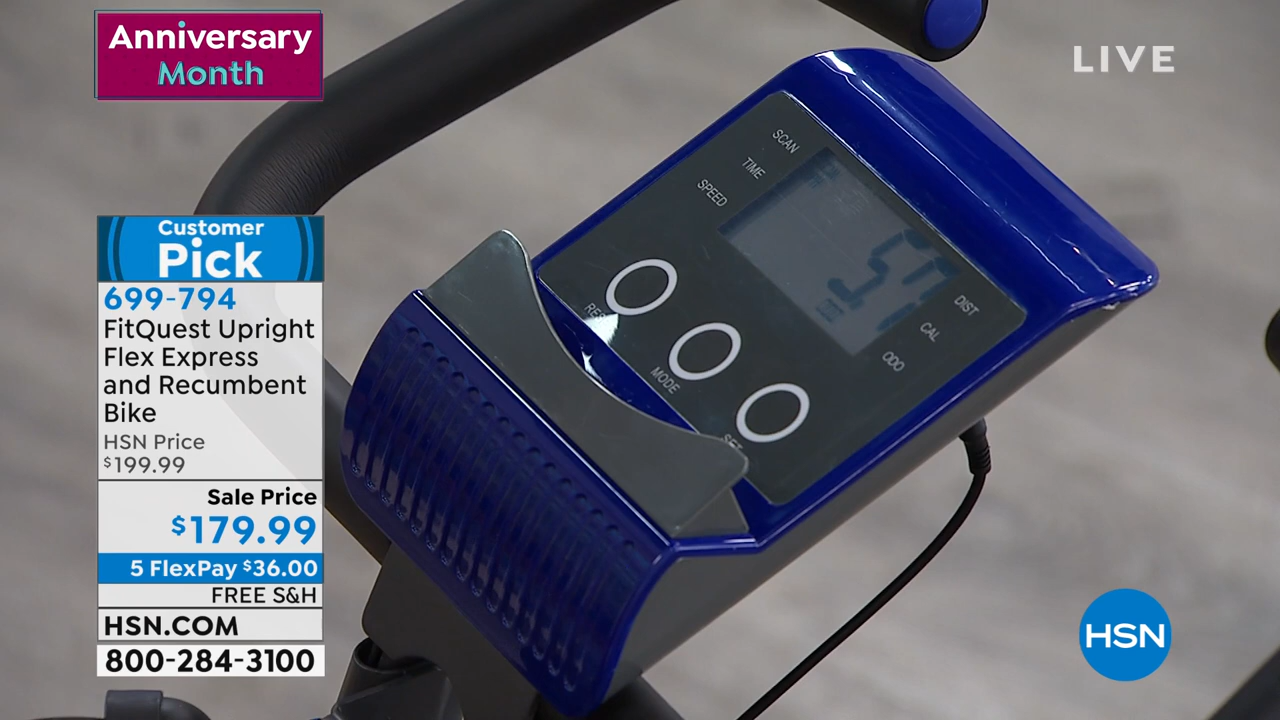 Anniversary
Month
LIVE
Customer
Pick
699-794
FitQuest Upright
Flex Express
and Recumbent
Bike
HSN Price
$199.99
Sale Price
$179.99
5 FlexPay $36.00
FREE S&H
HSN.COM
800-284-3100
SCAN
TIME
SPEED
DIST
CAL
ODO
MODE
HSN